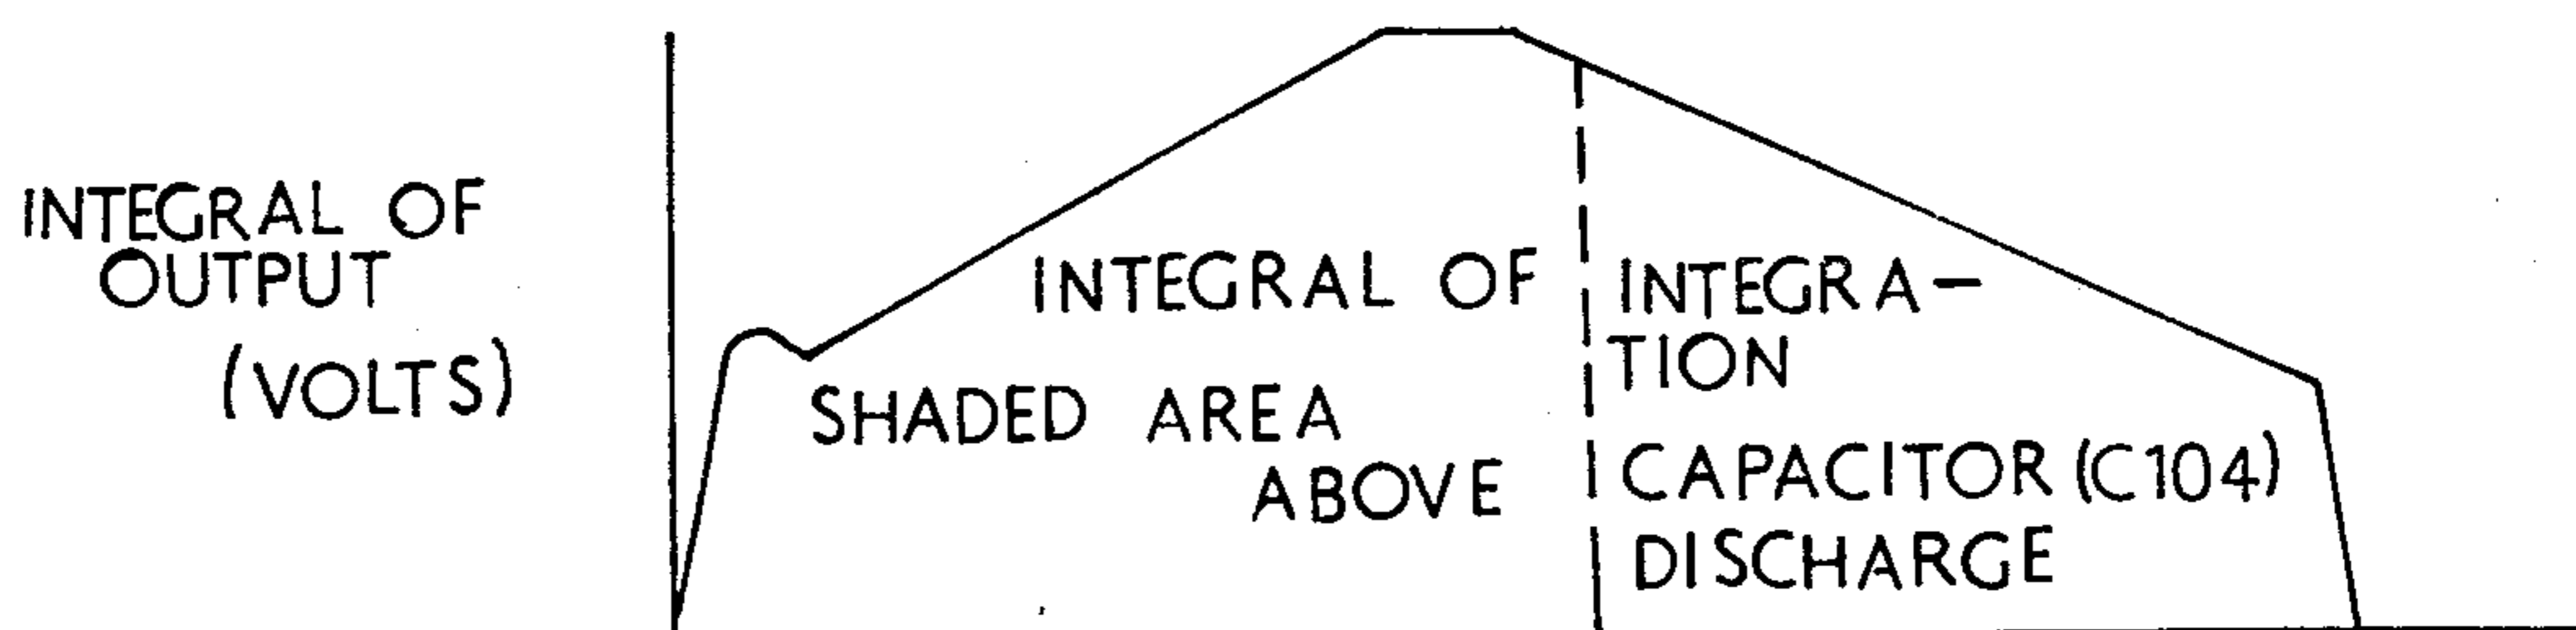 INTEGRAL OF
OUTPUT
(VOLTS)
INTEGRAL OF
SHADED AREA
ABOVE
INTEGRA-
TION
CAPACITOR (C104)
DISCHARGE